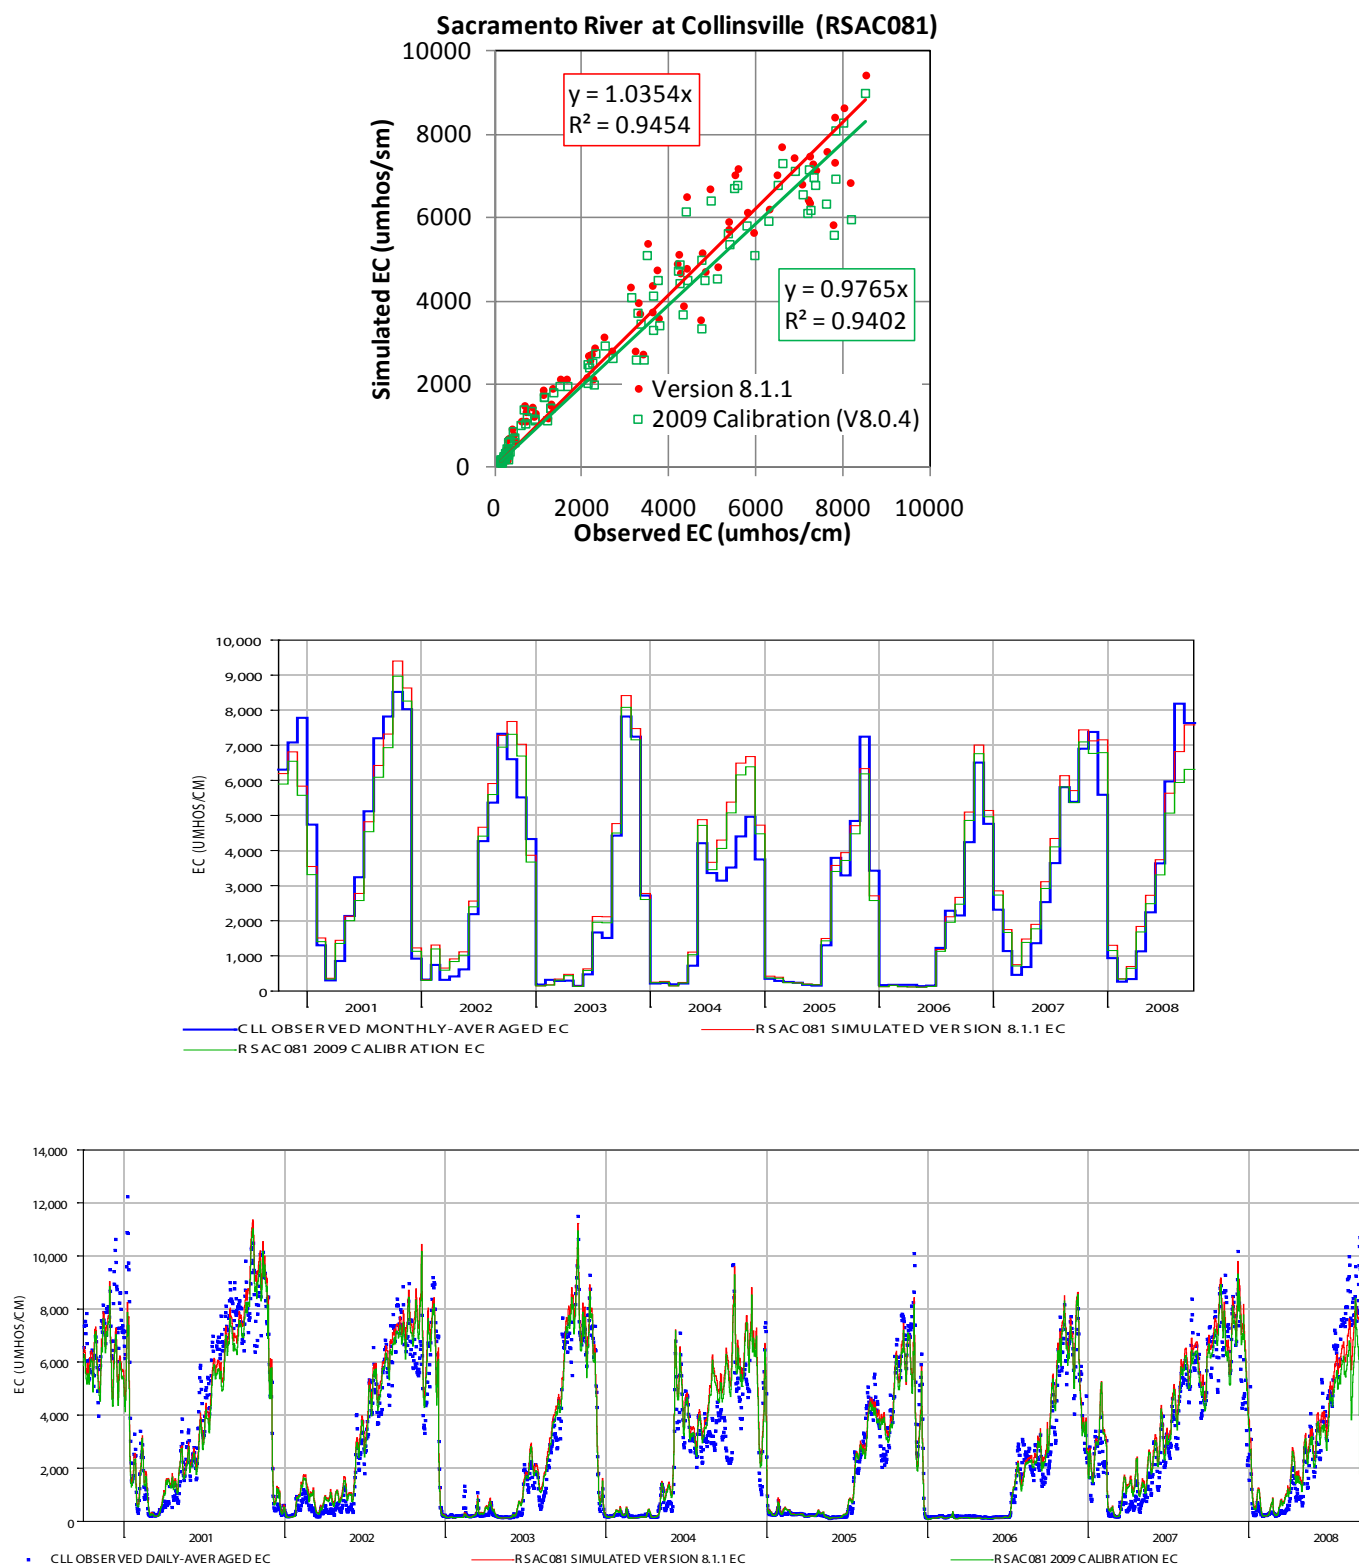 Sacramento River at Collinsville (RSAC081)
10000
8000
6000
4000
2000
0
Simulated EC (umhos/sm)
y = 1.0354x
R² = 0.9454
y = 0.9765x
R² = 0.9402
Version 8.1.1
2009 Calibration (V8.0.4)
0 2000 4000 6000 8000 10000
Observed EC (umhos/cm)
10,000
9,000
8,000
7,000
6,000
5,000
4,000
3,000
2,000
1,000
0
EC (UMHOS/CM)
2001 2002 2003 2004 2005 2006 2007 2008
CLL OBSERVED MONTHLY-AVERAGED EC RSAC081 SIMULATED VERSION 8.1.1 EC
RSAC081 2009 CALIBRATION EC
14,000
12,000
10,000
8,000
6,000
4,000
2,000
0
EC (UMHOS/CM)
2001 2002 2003 2004 2005 2006 2007 2008
CLL OBSERVED DAILY-AVERAGED EC RSAC081 SIMULATED VERSION 8.1.1 EC RSAC081 2009 CALIBRATION EC